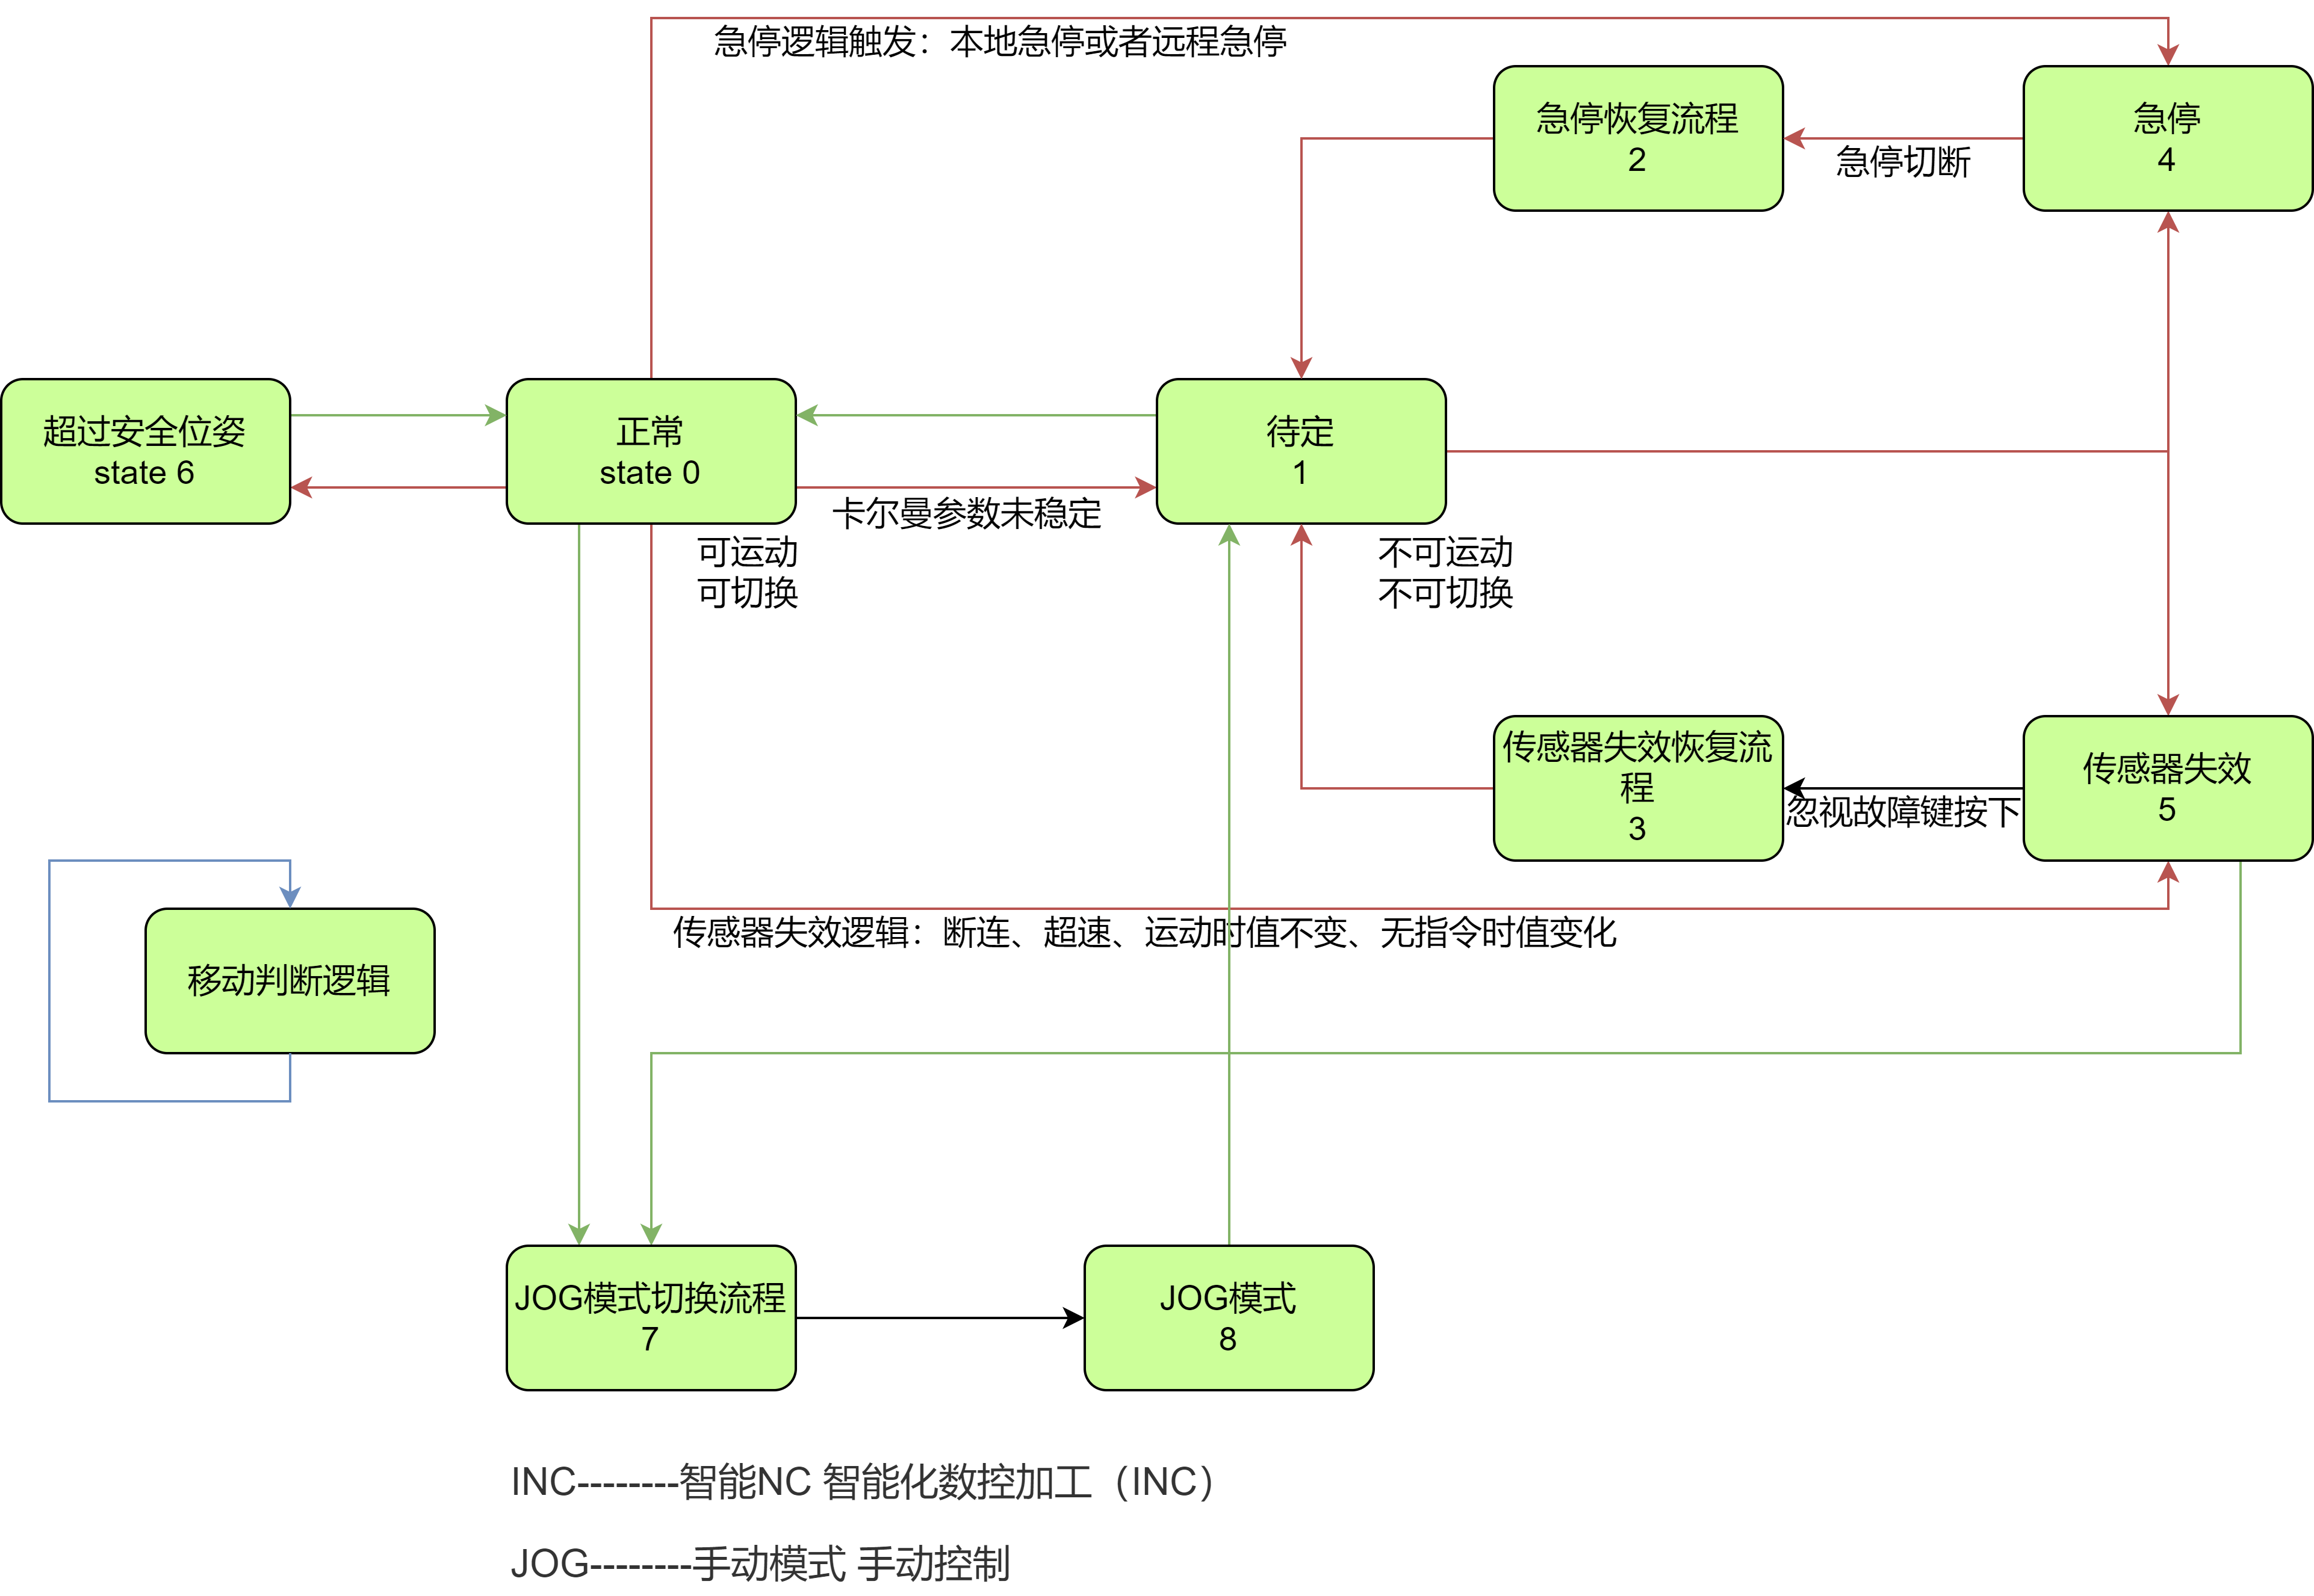 急停逻辑触发：本地急停或者远程急停
急停恢复流程
2
急停
4
急停切断
超过安全位姿
state 6
正常
state 0
待定
1
卡尔曼参数未稳定
可运动
可切换
不可运动
不可切换
传感器失效恢复流
程
3
传感器失效
5
忽视故障键按下
传感器失效逻辑：断连、超速、运动时值不变、无指令时值变化
移动判断逻辑
JOG模式切换流程
7
JOG模式
8
INC--------智能NC 智能化数控加工（INC）
JOG--------手动模式 手动控制